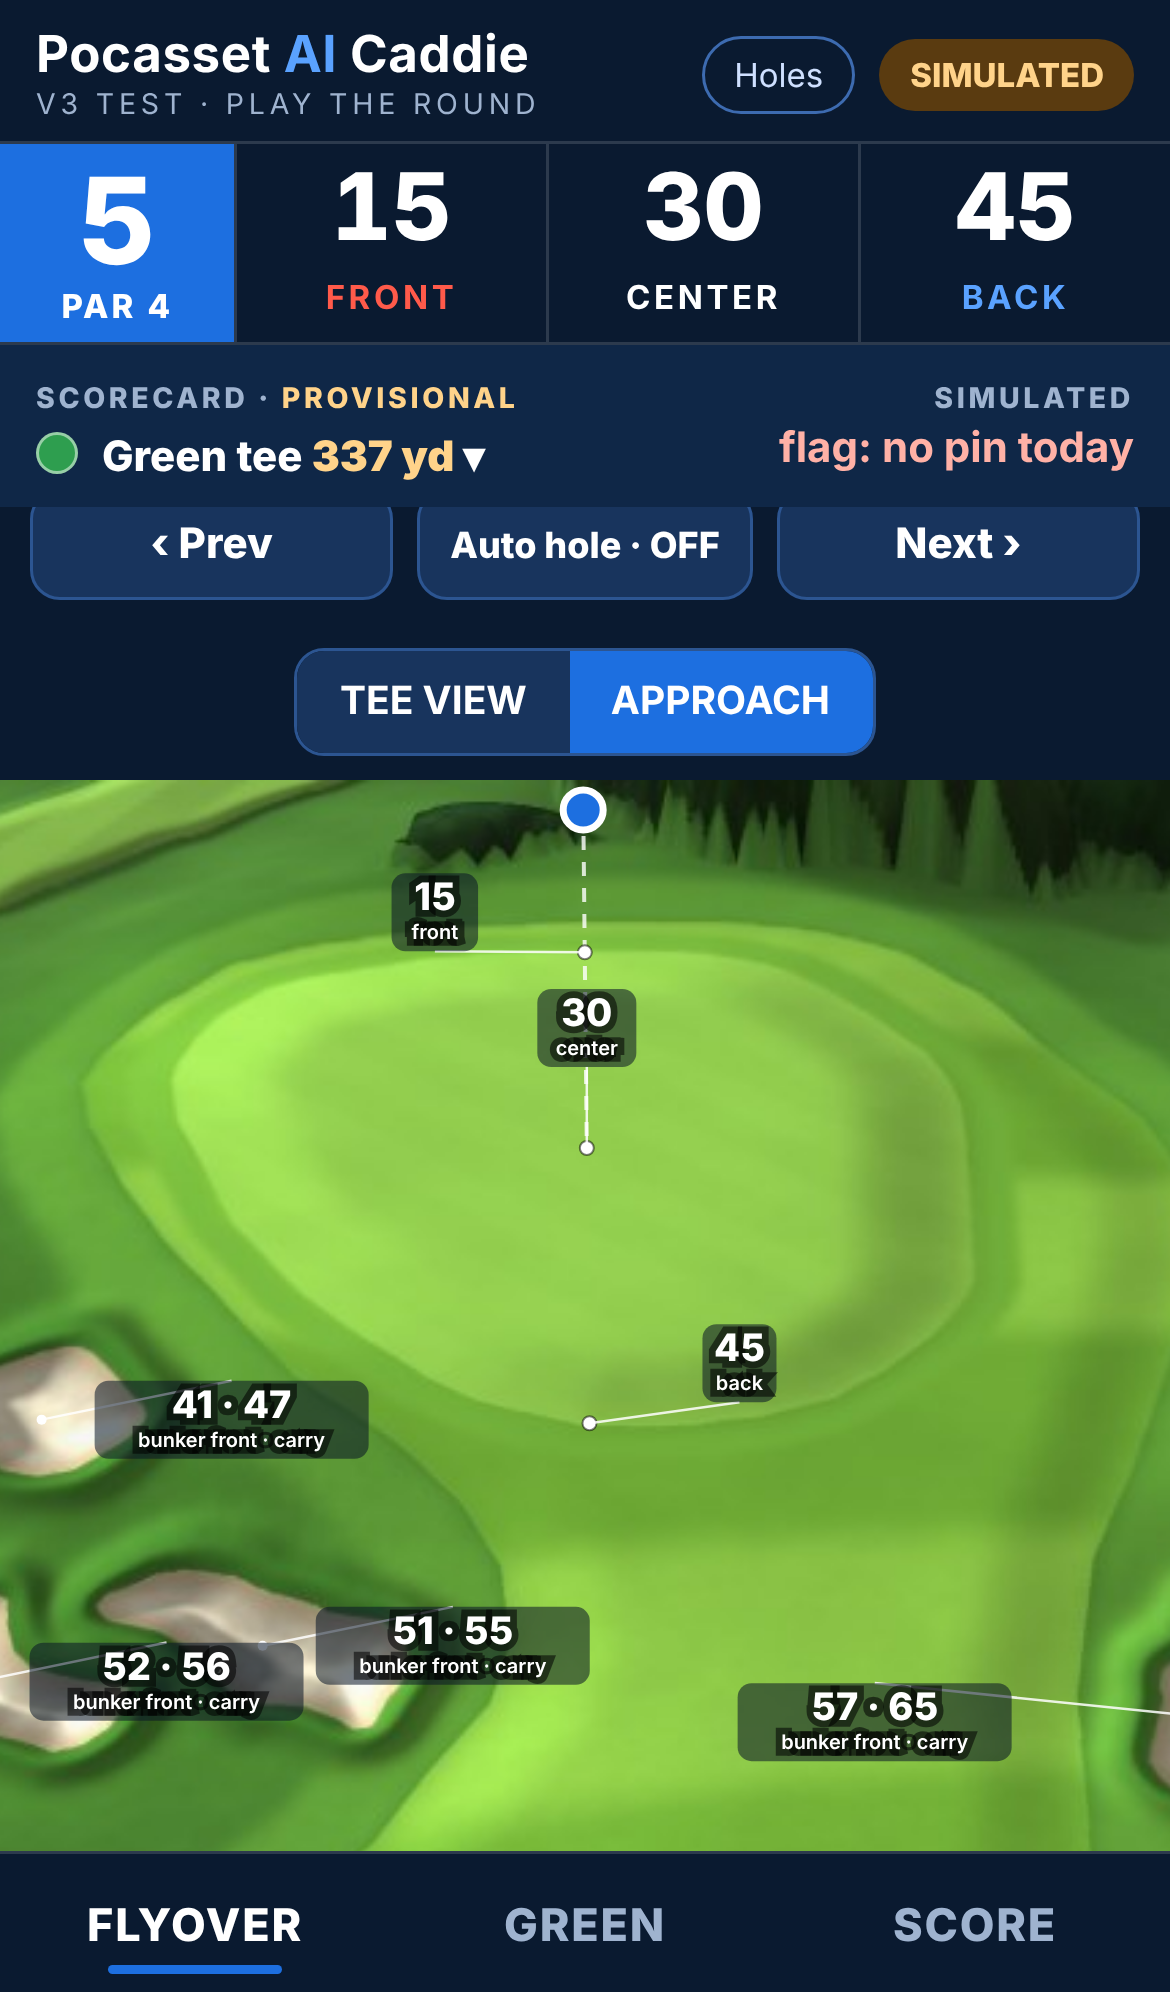 Pocasset AI Caddie
V3 TEST · PLAY THE ROUND
Holes
SIMULATED
5
PAR 4
15
FRONT
30
CENTER
45
BACK
SCORECARD · PROVISIONAL
Green tee 337 yd ▾
SIMULATED
flag: no pin today
‹ Prev
Auto hole · OFF
Next ›
TEE VIEW
APPROACH
15
front
30
center
45
back
41 · 47
bunker front · carry
51 · 55
bunker front · carry
52 · 56
bunker front · carry
57 · 65
bunker front · carry
FLYOVER
GREEN
SCORE